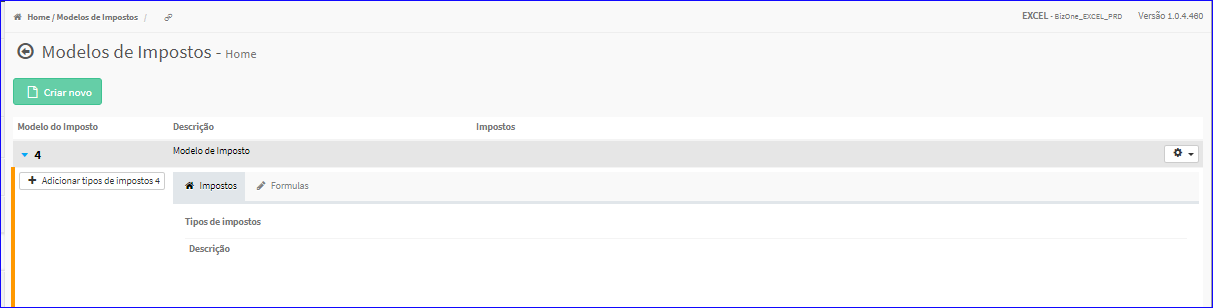 Home / Modelos de Impostos /
EXCEL - BizOne_EXCEL_PRD Versão 1.0.4.460
Modelos de Impostos - Home
Criar novo
Modelo do Imposto Descrição Impostos
4 Modelo de Imposto
Adicionar tipos de impostos 4 Impostos Formulas
Tipos de impostos
Descrição